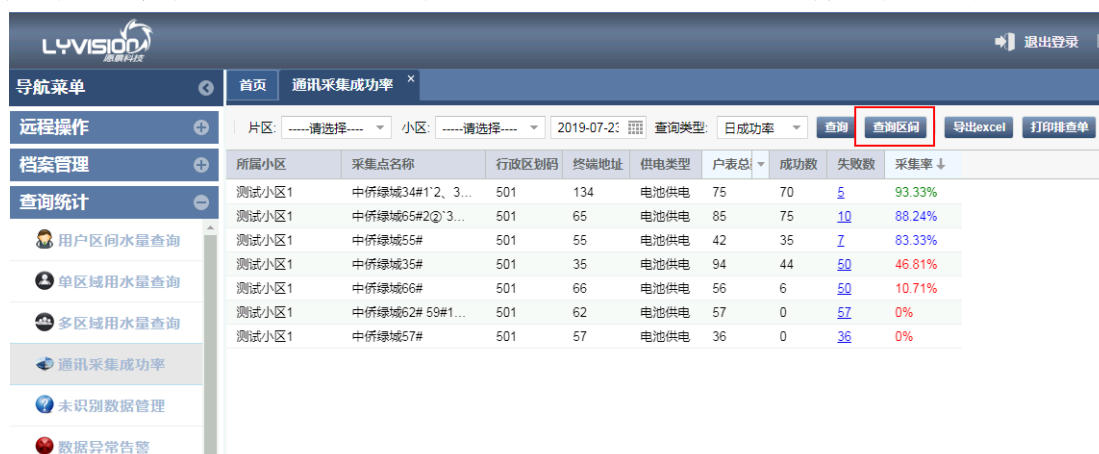 LYVISION
愿景科技
退出登录
导航菜单
首页 通讯采集成功率 ×
远程操作
片区: -----请选择---- 小区: -----请选择---- 2019-07-23 查询类型: 日成功率 查询 查询区间 导出excel 打印排查单
档案管理
所属小区 采集点名称 行政区划码 终端地址 供电类型 户表总 成功数 失败数 采集率↓
测试小区1 中侨绿城34#1`2、3... 501 134 电池供电 75 70 5 93.33%
查询统计
测试小区1 中侨绿城65#2②`3... 501 65 电池供电 85 75 10 88.24%
用户区间水量查询
测试小区1 中侨绿城55# 501 55 电池供电 42 35 7 83.33%
测试小区1 中侨绿城35# 501 35 电池供电 94 44 50 46.81%
单区域用水量查询
测试小区1 中侨绿城66# 501 66 电池供电 56 6 50 10.71%
测试小区1 中侨绿城62# 59#1... 501 62 电池供电 57 0 57 0%
多区域用水量查询
测试小区1 中侨绿城57# 501 57 电池供电 36 0 36 0%
通讯采集成功率
未识别数据管理
数据异常告警